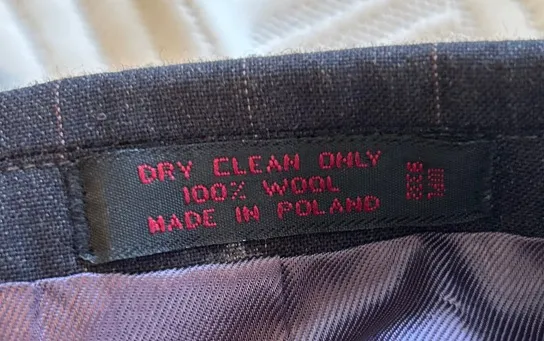 DRY CLEAN ONLY
100% WOOL
MADE IN POLAND